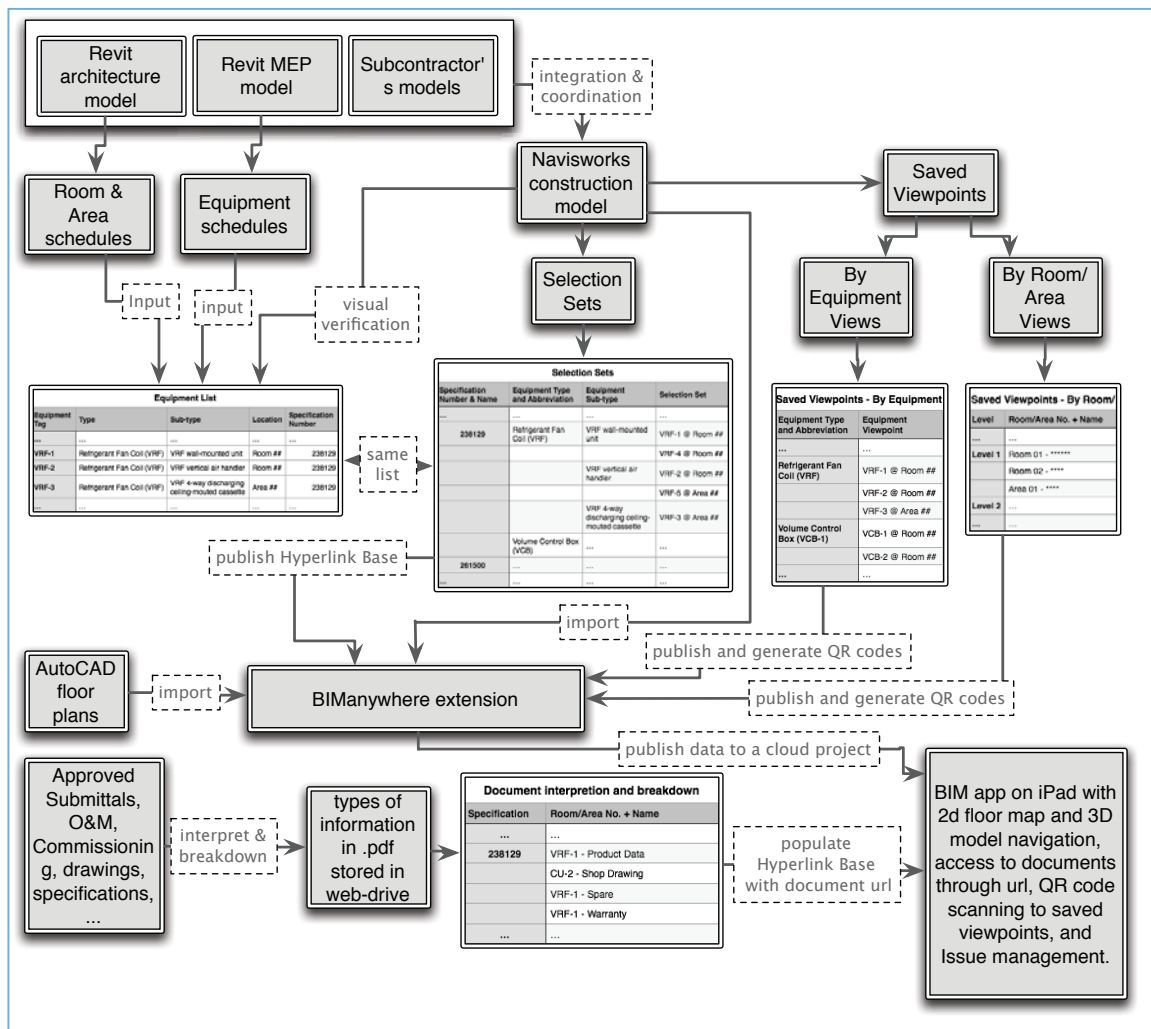 Revit
architecture
model
Revit MEP
model
Subcontractor'
s models
integration &
coordination
Room &
Area
schedules
Equipment
schedules
Navisworks
construction
model
Saved
Viewpoints
Input
input
visual
verification
Selection
Sets
By
Equipment
Views
By Room/
Area
Views
Equipment List
Equipment
Tag
Type
Sub-type
Location
Specification
Number
... ...
VRF-1 Refrigerant Fan Coil (VRF) VRF wall-mounted unit Room ## 238129
VRF-2 Refrigerant Fan Coil (VRF) VRF vertical air handler Room ## 238129
VRF-3 Refrigerant Fan Coil (VRF) VRF 4-way discharging
ceiling-mouted cassette Area ## 238129
... ... ... ...
same
list
Selection Sets
Specification
Number & Name
Equipment Type
and Abbreviation
Equipment
Sub-type
Selection Set
... ... ... ...
238129 Refrigerant Fan
Coil (VRF)
VRF wall-mounted
unit
VRF-1 @ Room ##
VRF-4 @ Room ##
VRF vertical air
handler
VRF-2 @ Room ##
VRF-5 @ Area ##
VRF 4-way
discharging ceiling-
mouted cassette
VRF-3 @ Area ##
Volume Control Box
(VCB)
... ...
261500 ... ... ...
... ... ... ...
Saved Viewpoints - By Equipment
Equipment Type
and Abbreviation
Equipment
Viewpoint
... ...
Refrigerant Fan
Coil (VRF)
VRF-1 @ Room ##
VRF-2 @ Room ##
VRF-3 @ Area ##
Volume Control
Box (VCB-1)
VCB-1 @ Room ##
VCB-2 @ Room ##
... ...
Saved Viewpoints - By Room/
Level Room/Area No. + Name
... ...
Level 1 Room 01 - ******
Room 02 - ****
Area 01 - ****
Level 2 ...
... ...
publish Hyperlink Base
import
publish and generate QR codes
publish and generate QR codes
AutoCAD
floor
plans
import
BIManywhere extension
publish data to a cloud project
Approved
Submittals,
O&M,
Commissionin
g, drawings,
specifications,
...
interpret &
breakdown
types of
information
in .pdf
stored in
web-drive
Document interpretion and breakdown
Specification Room/Area No. + Name
... ...
238129 VRF-1 - Product Data
CU-2 - Shop Drawing
VRF-1 - Spare
VRF-1 - Warranty
... ...
populate
Hyperlink Base
with document url
BIM app on iPad with
2d floor map and 3D
model navigation,
access to documents
through url, QR code
scanning to saved
viewpoints, and
Issue management.